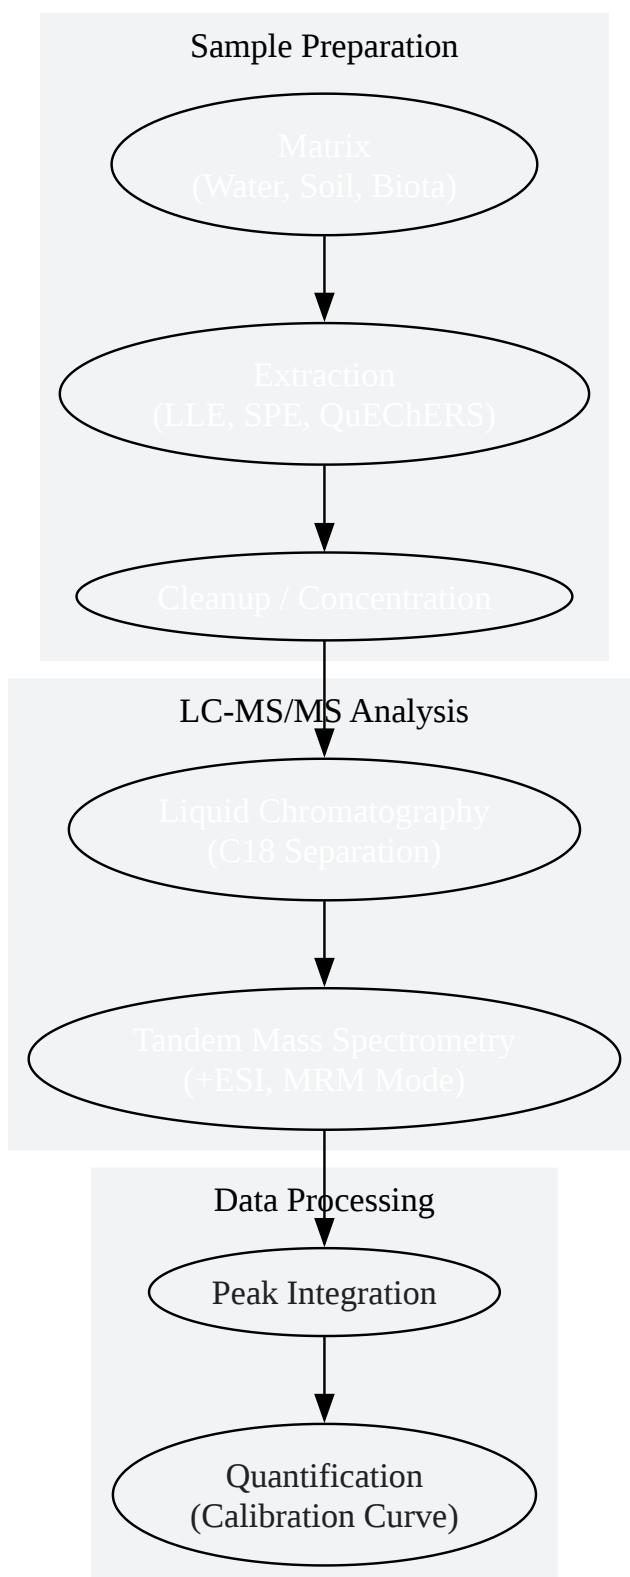 Sample Preparation
Matrix
(Water, Soil, Biota)
Extraction
(LLE, SPE, QuEChERS)
Cleanup / Concentration
LC-MS/MS Analysis
Liquid Chromatography
(C18 Separation)
Tandem Mass Spectrometry
(+ESI, MRM Mode)
Data Processing
Peak Integration
Quantification
(Calibration Curve)